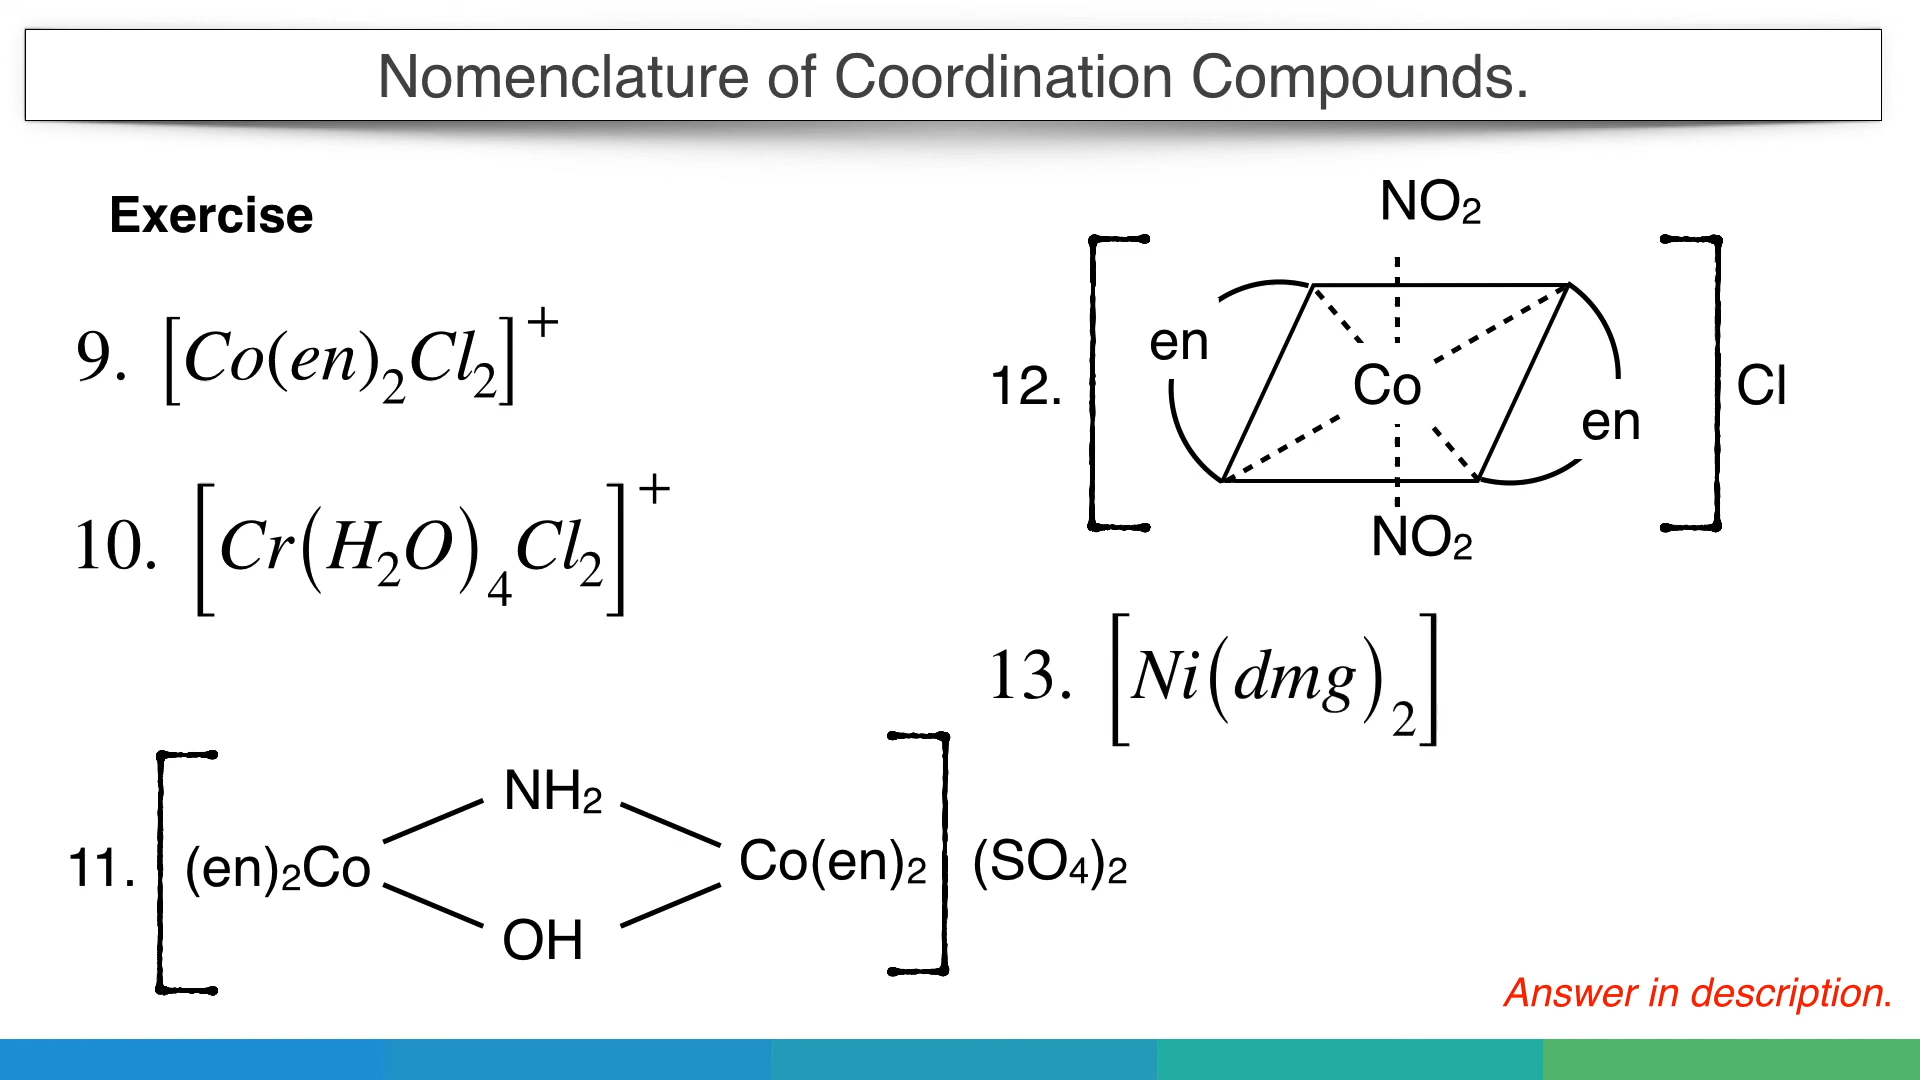 Nomenclature of Coordination Compounds.
Exercise
9. [Co(en)₂Cl₂]⁺
10. [Cr(H₂O)₄Cl₂]⁺
11. [(en)₂Co NH₂ OH Co(en)₂] (SO₄)₂
12. [NO₂ en Co en NO₂] Cl
13. [Ni(dmg)₂]
Answer in description.